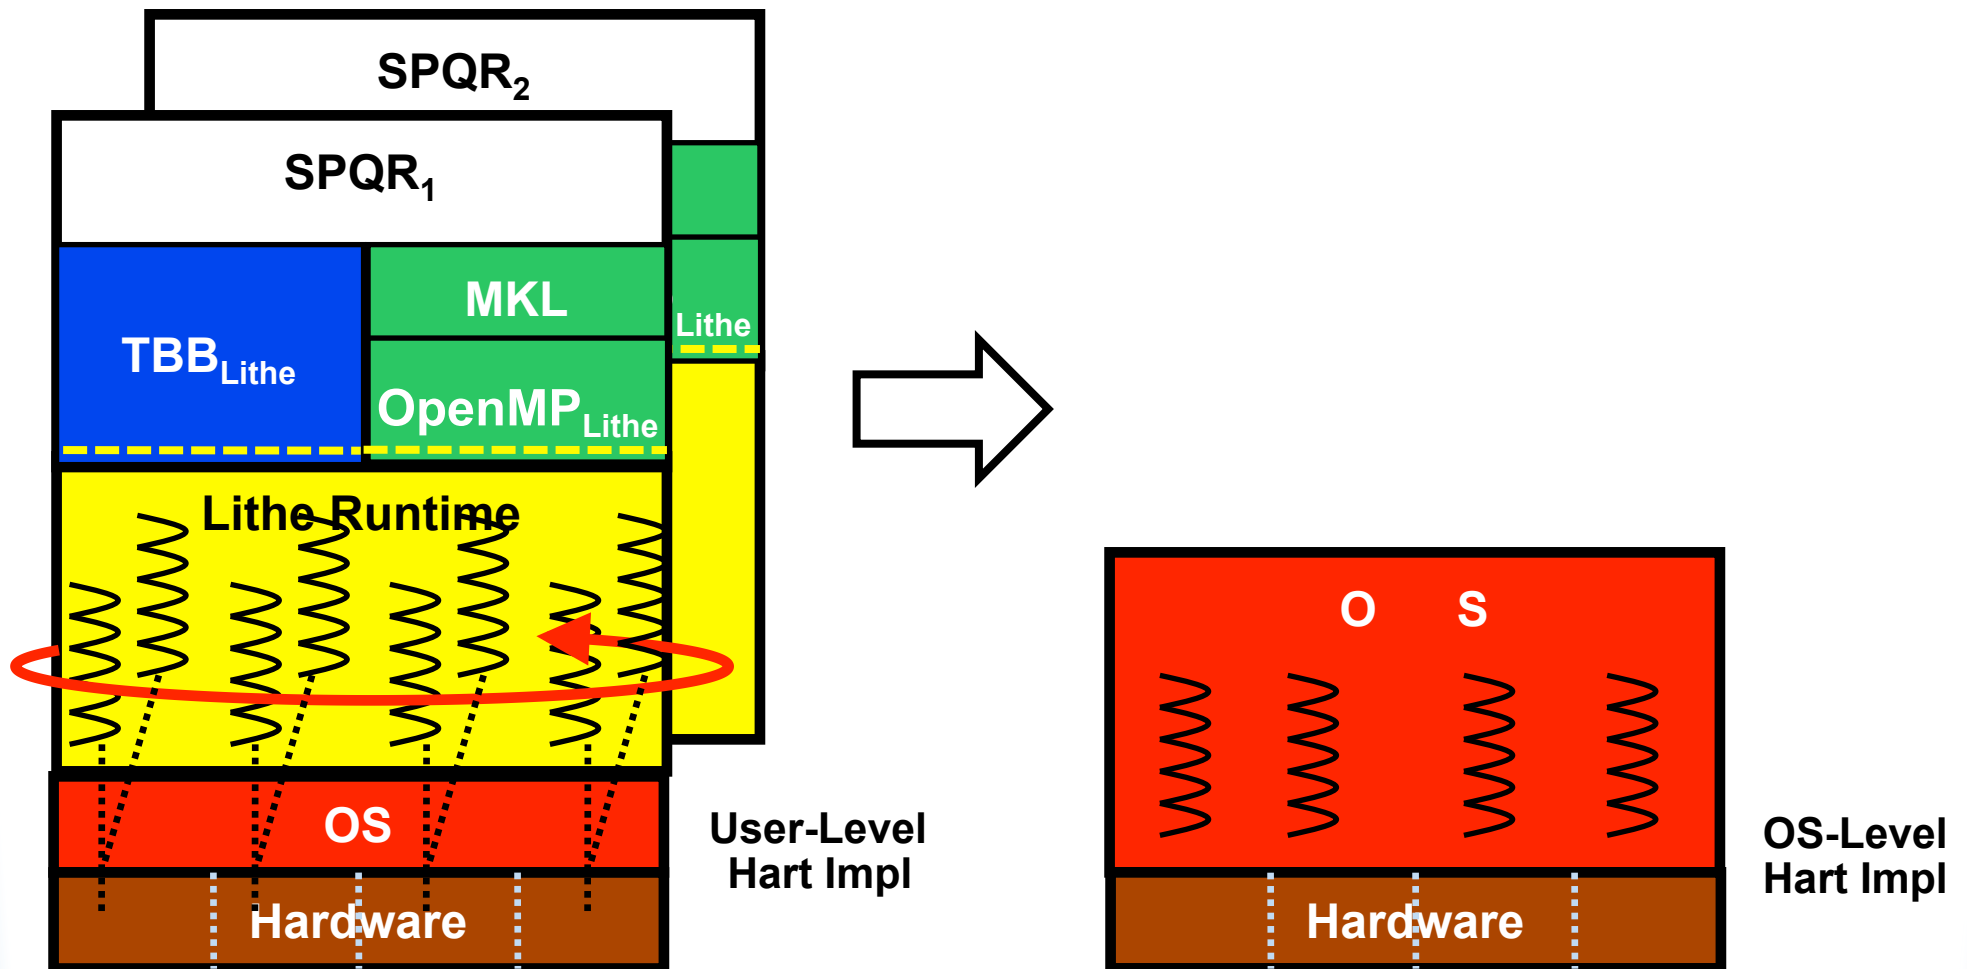 SPQR2
SPQR1
MKL
TBBLithe
Lithe
OpenMPLithe
Lithe Runtime
OS
User-Level
Hart Impl
Hardware
O S
OS-Level
Hart Impl
Hardware